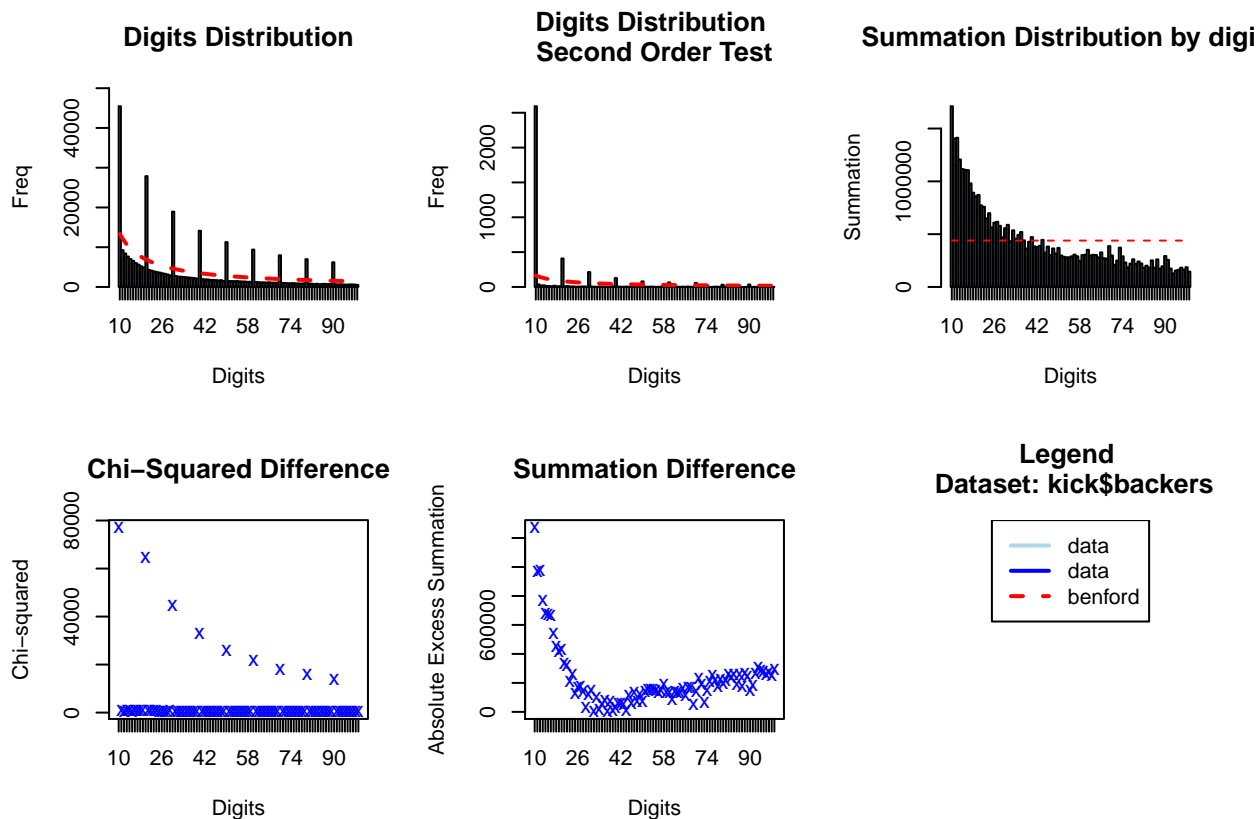 Digits Distribution
Freq
0
20000
40000
10
26
42
58
74
90
Digits
Digits Distribution
Second Order Test
Freq
0
1000
2000
10
26
42
58
74
90
Digits
Summation Distribution by digi
Summation
0
1000000
10
26
42
58
74
90
Digits
Chi−Squared Difference
Chi−squared
0
40000
80000
10
26
42
58
74
90
Digits
Summation Difference
Absolute Excess Summation
0
600000
10
26
42
58
74
90
Digits
Legend
Dataset: kick$backers
data
data
benford